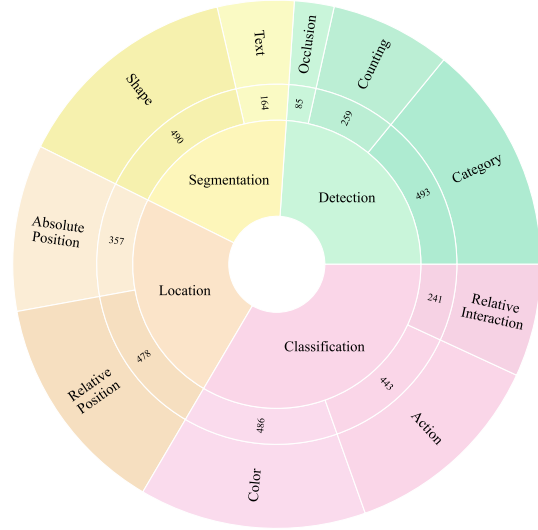 Text
Occlusion
Counting
Shape
164
85
259
490
Category
Segmentation
Detection
493
Absolute
Position
357
Location
241
Relative
Interaction
Classification
478
443
Relative
Position
486
Action
Color